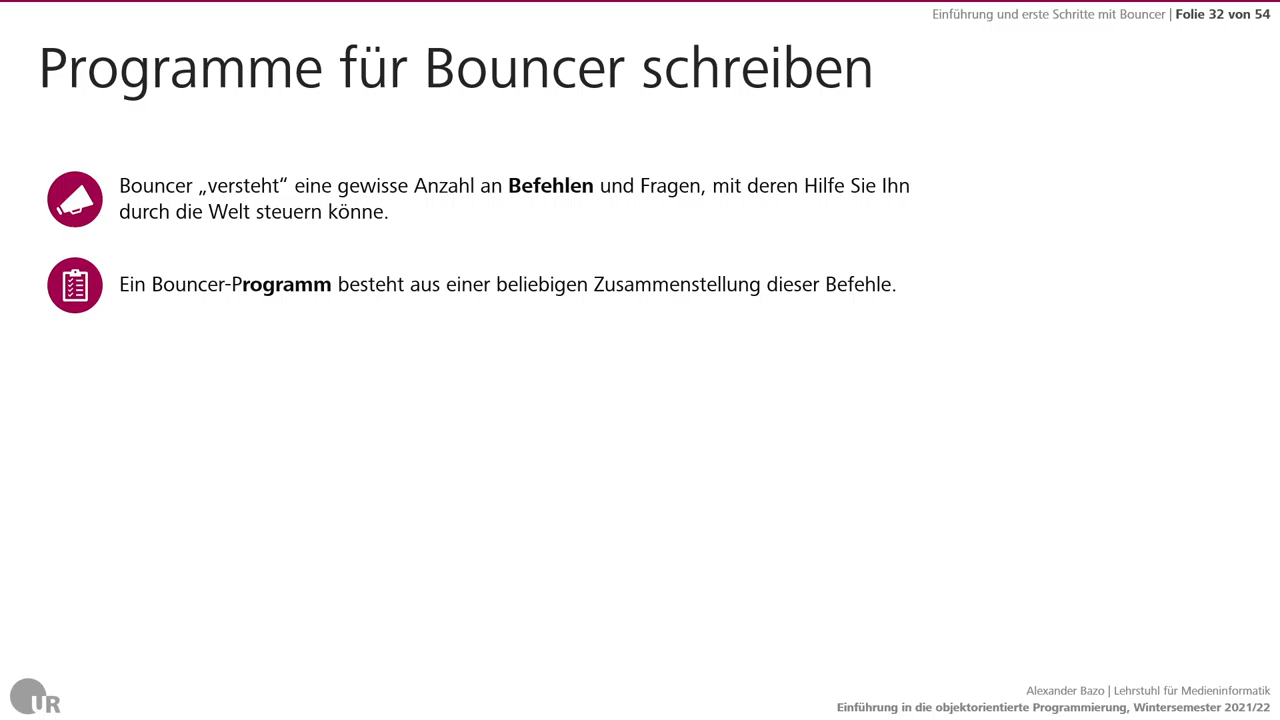 Einführung und erste Schritte mit Bouncer | Folie 32 von 54
Programme für Bouncer schreiben
Bouncer „versteht“ eine gewisse Anzahl an Befehlen und Fragen, mit deren Hilfe Sie Ihn
durch die Welt steuern könne.
Ein Bouncer-Programm besteht aus einer beliebigen Zusammenstellung dieser Befehle.
UR
Alexander Bazo | Lehrstuhl für Medieninformatik
Einführung in die objektorientierte Programmierung, Wintersemester 2021/22